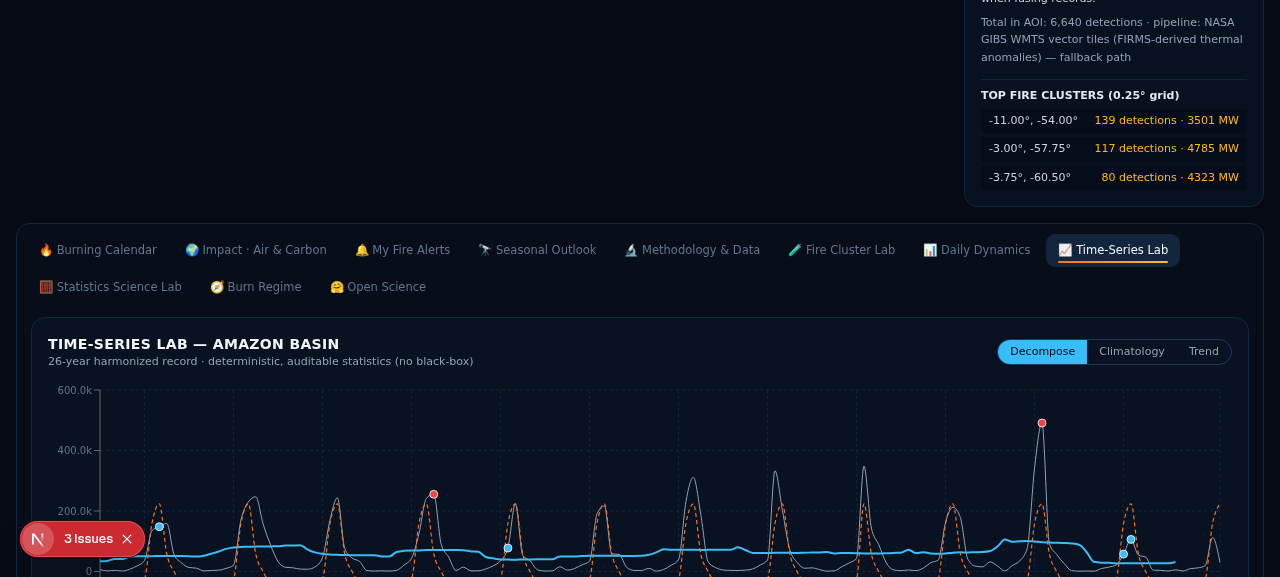 when fusing records.
Total in AOI: 6,640 detections · pipeline: NASA
GIBS WMTS vector tiles (FIRMS-derived thermal
anomalies) — fallback path
TOP FIRE CLUSTERS (0.25° grid)
-11.00°, -54.00° 139 detections · 3501 MW
-3.00°, -57.75° 117 detections · 4785 MW
-3.75°, -60.50° 80 detections · 4323 MW
🔥 Burning Calendar 🌍 Impact · Air & Carbon 🔔 My Fire Alerts 🔭 Seasonal Outlook 🔬 Methodology & Data 🧪 Fire Cluster Lab 📊 Daily Dynamics 📈 Time-Series Lab
🧮 Statistics Science Lab 🧭 Burn Regime 🤗 Open Science
TIME-SERIES LAB — AMAZON BASIN
26-year harmonized record · deterministic, auditable statistics (no black-box)
Decompose Climatology Trend
600.0k
400.0k
200.0k
0
N 3 Issues